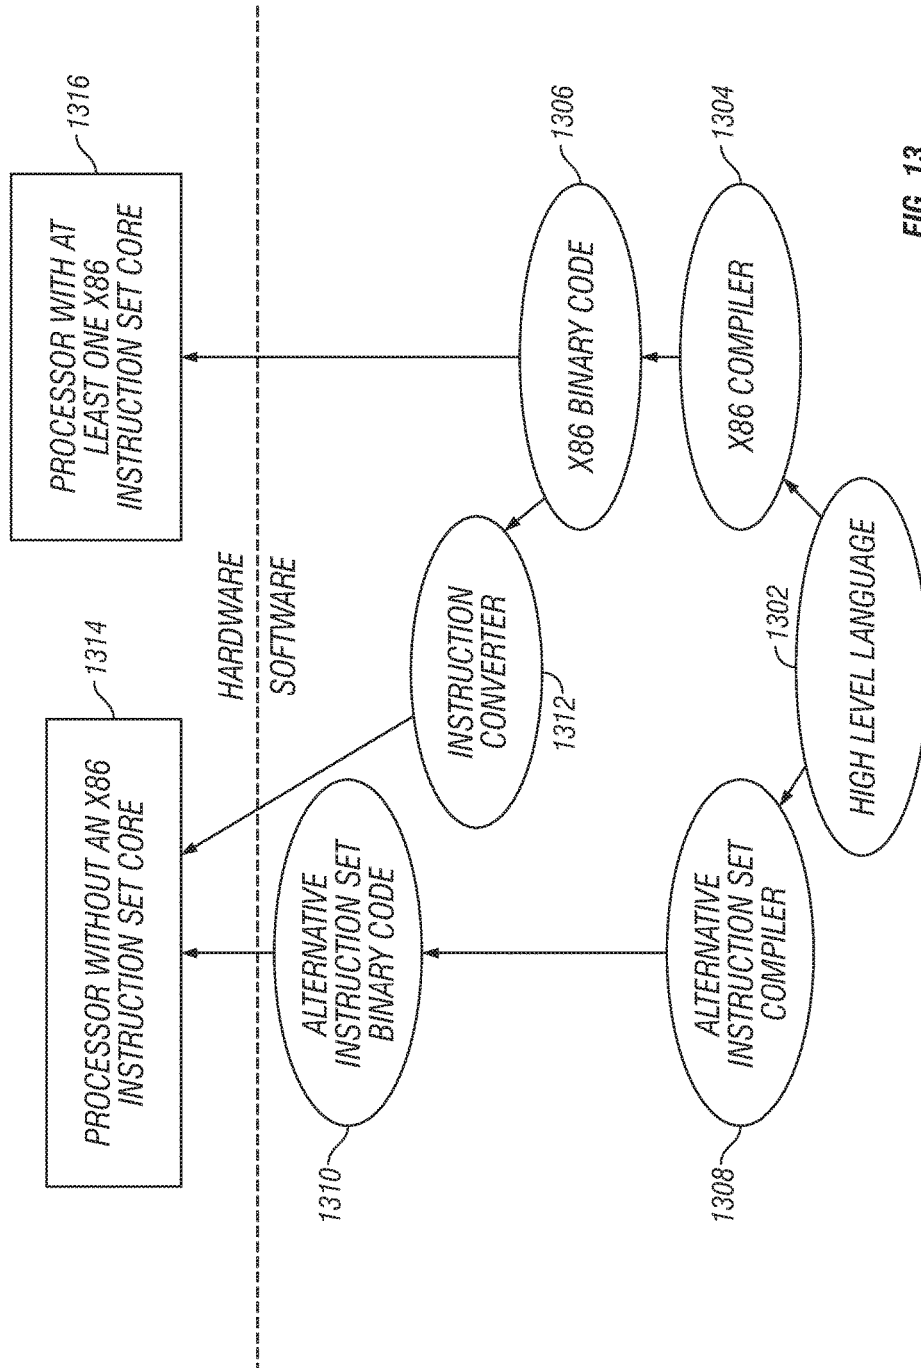 PROCESSOR WITHOUT AN X86
INSTRUCTION SET CORE
1314
PROCESSOR WITH AT
LEAST ONE X86
INSTRUCTION SET CORE
1316
HARDWARE
SOFTWARE
ALTERNATIVE
INSTRUCTION SET
BINARY CODE
1310
INSTRUCTION
CONVERTER
1312
X86 BINARY CODE
1306
ALTERNATIVE
INSTRUCTION SET
COMPILER
1308
X86 COMPILER
1304
1302
HIGH LEVEL LANGUAGE
FIG. 13